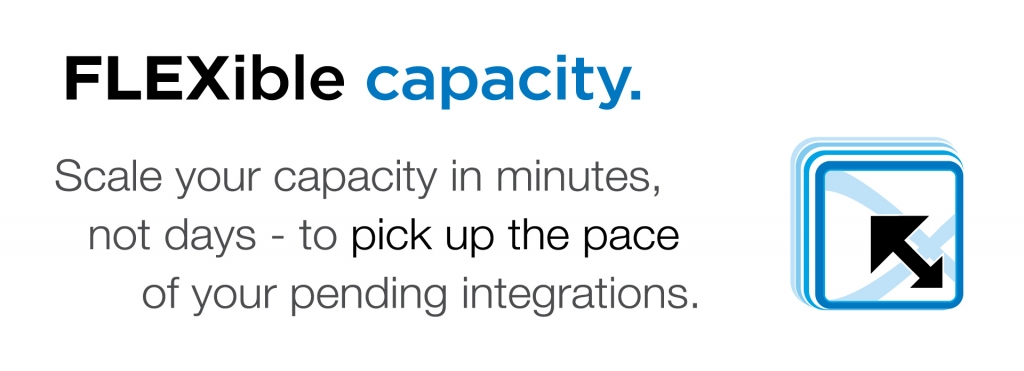 FLEXible capacity.
Scale your capacity in minutes,
not days - to pick up the pace
of your pending integrations.